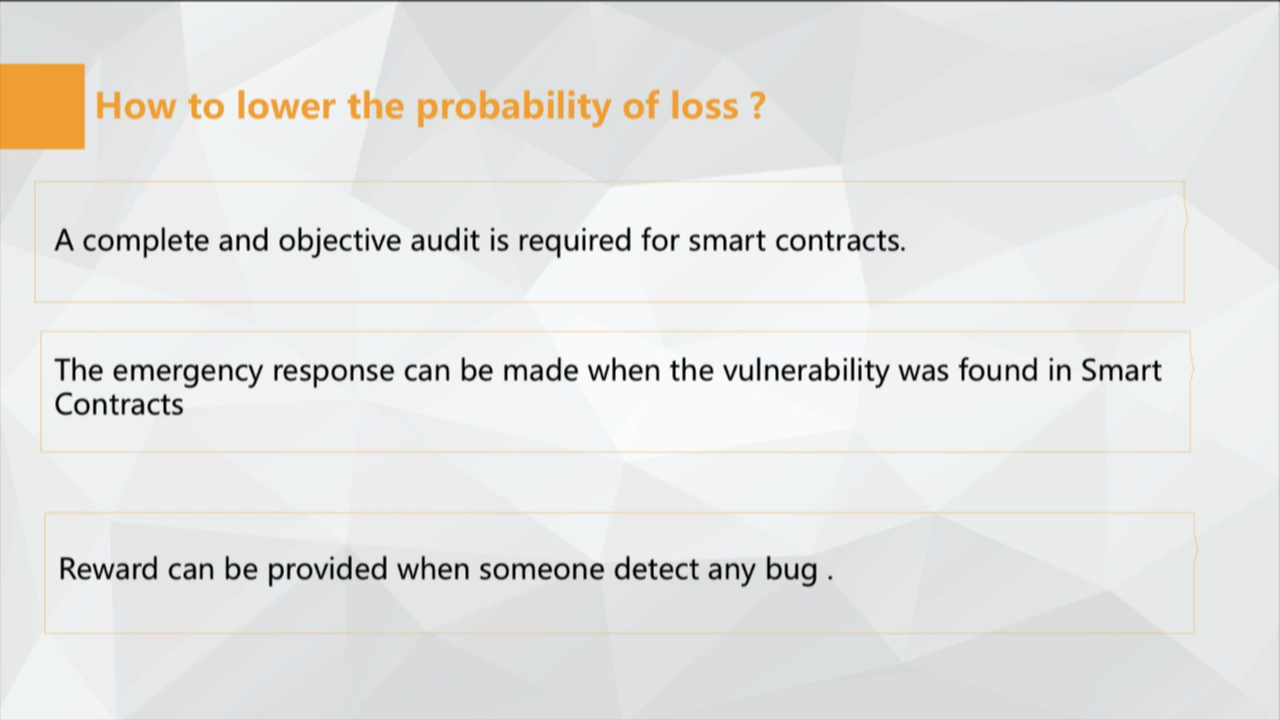 How to lower the probability of loss ?
A complete and objective audit is required for smart contracts.
The emergency response can be made when the vulnerability was found in Smart
Contracts
Reward can be provided when someone detect any bug .